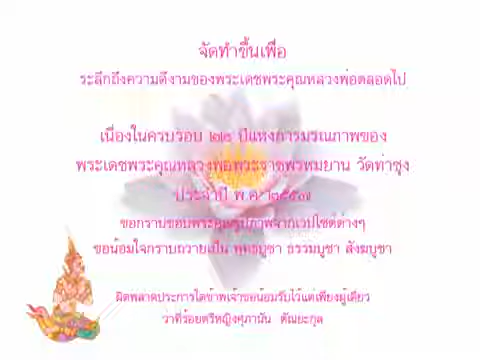 จัดทำขึ้นเพื่อ
ระลึกถึงความดีงามของพระเดชพระคุณหลวงพ่อตลอดไป
เนื่องในครบรอบ ๒๒ ปีแห่งการมรณภาพของ
พระเดชพระคุณหลวงพ่อพระราชพรหมยาน วัดท่าซุง
ประจำปี พ.ศ. ๒๕๕๗
ขอกราบขอบพระคุณรูปภาพจากเวปไซต์ต่างๆ
ขอน้อมใจกราบถวายเป็น พุทธบูชา ธรรมบูชา สังฆบูชา
ผิดพลาดประการใดข้าพเจ้าขอน้อมรับไว้แต่เพียงผู้เดียว
ว่าที่ร้อยตรีหญิงศุภานัน ตัณยะกุล